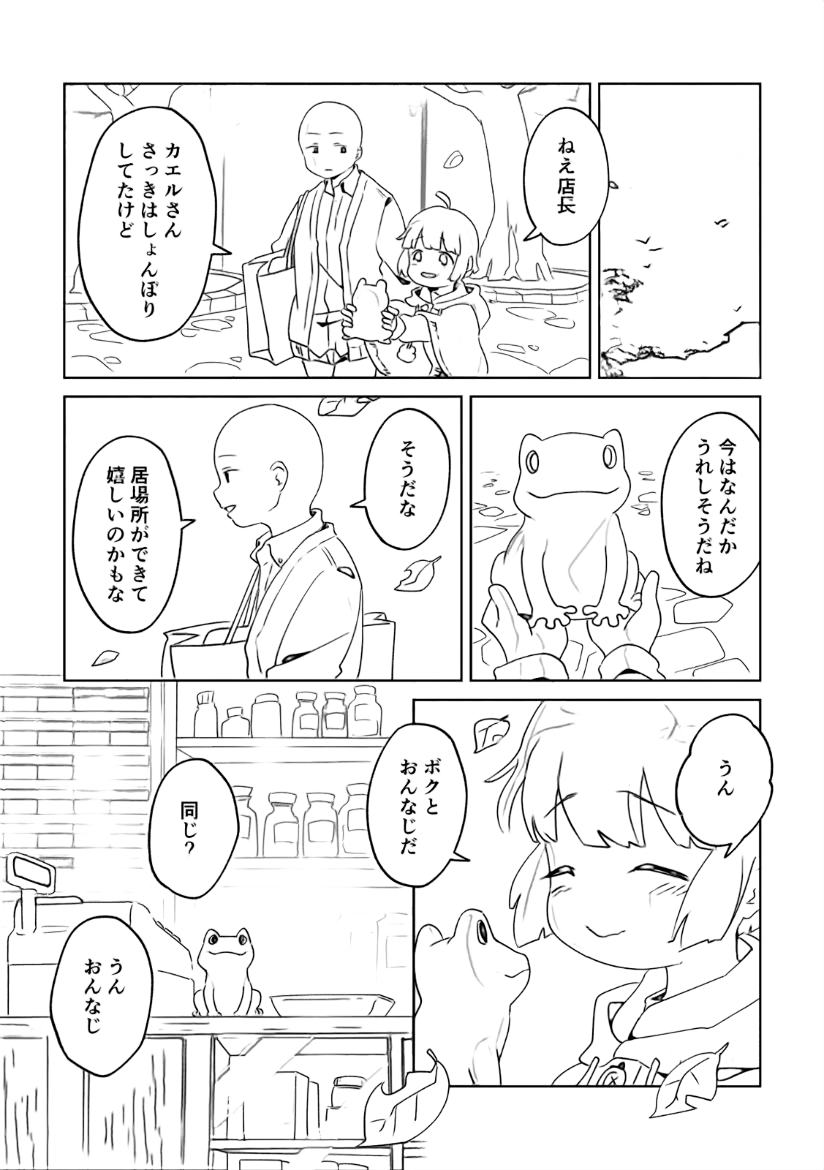 ねえ店長
カエルさん
さっきはしょんぼり
してたけど
今はなんだか
うれしそうだね
そうだな
居場所ができて
嬉しいのかもな
うん
ボクと
おんなじだ
同じ?
うん
おんなじ